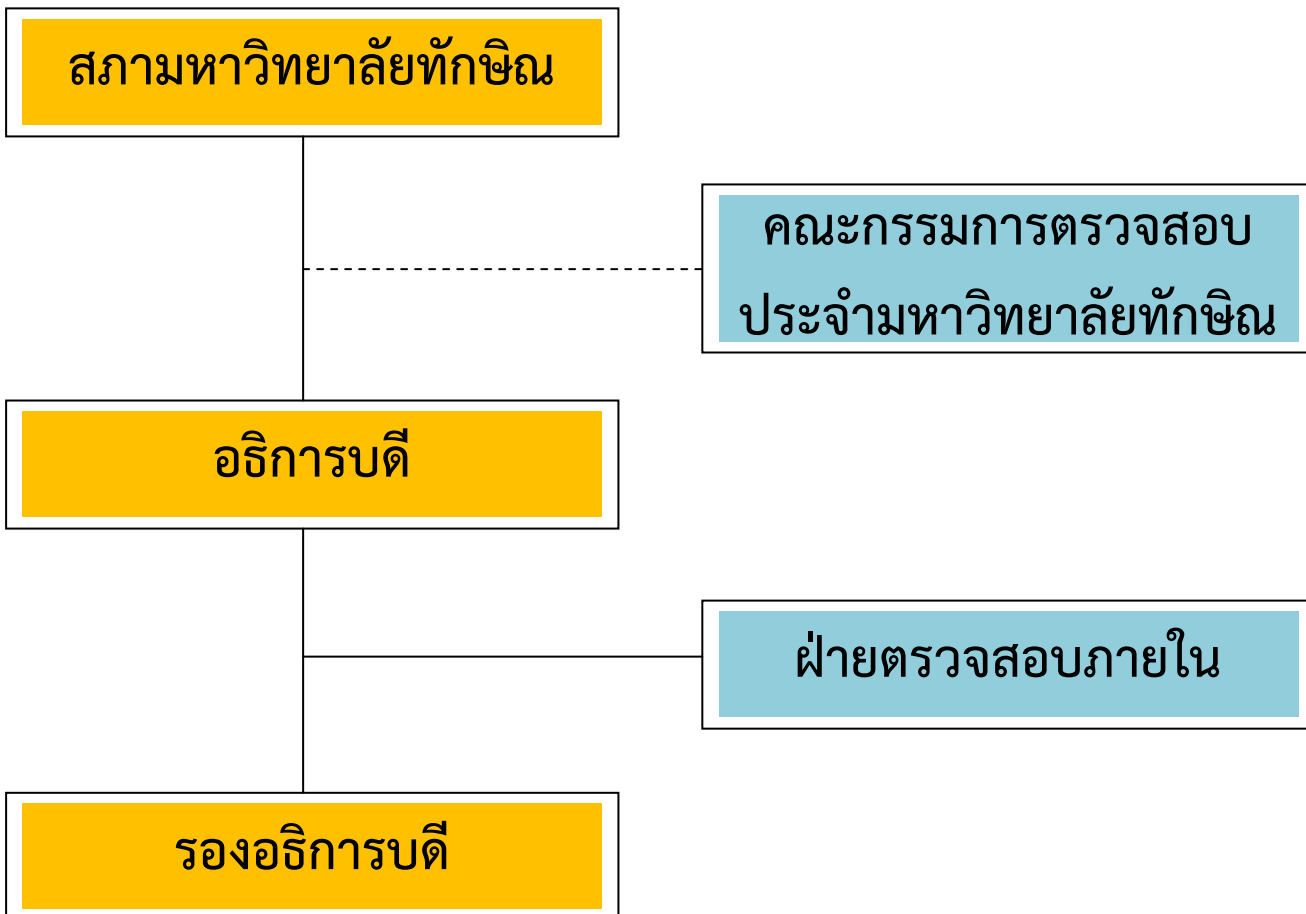 สภามหาวิทยาลัยทักษิณ
คณะกรรมการตรวจสอบ
ประจำมหาวิทยาลัยทักษิณ
อธิการบดี
ฝ่ายตรวจสอบภายใน
รองอธิการบดี